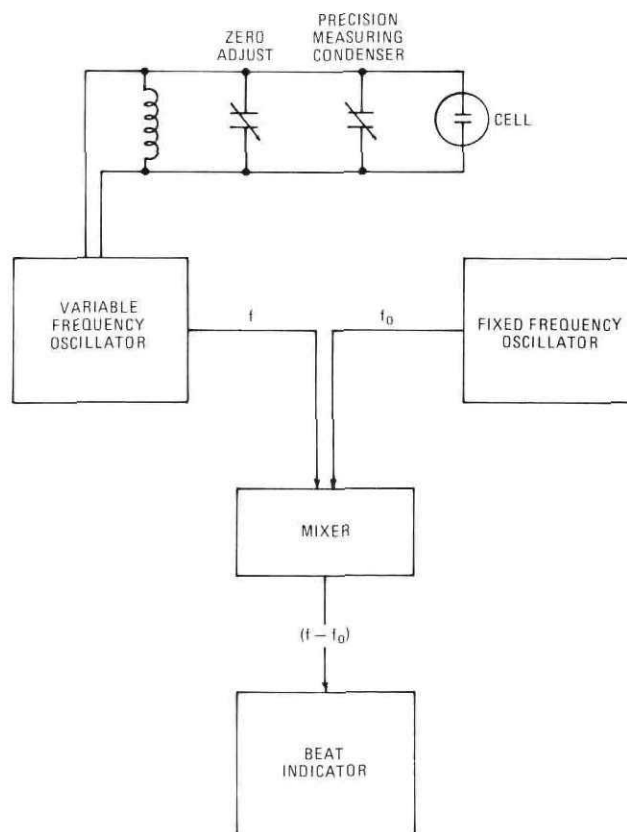 ZERO
ADJUST
PRECISION
MEASURING
CONDENSER
CELL
VARIABLE
FREQUENCY
OSCILLATOR
f
f₀
FIXED FREQUENCY
OSCILLATOR
MIXER
(f – f₀)
BEAT
INDICATOR